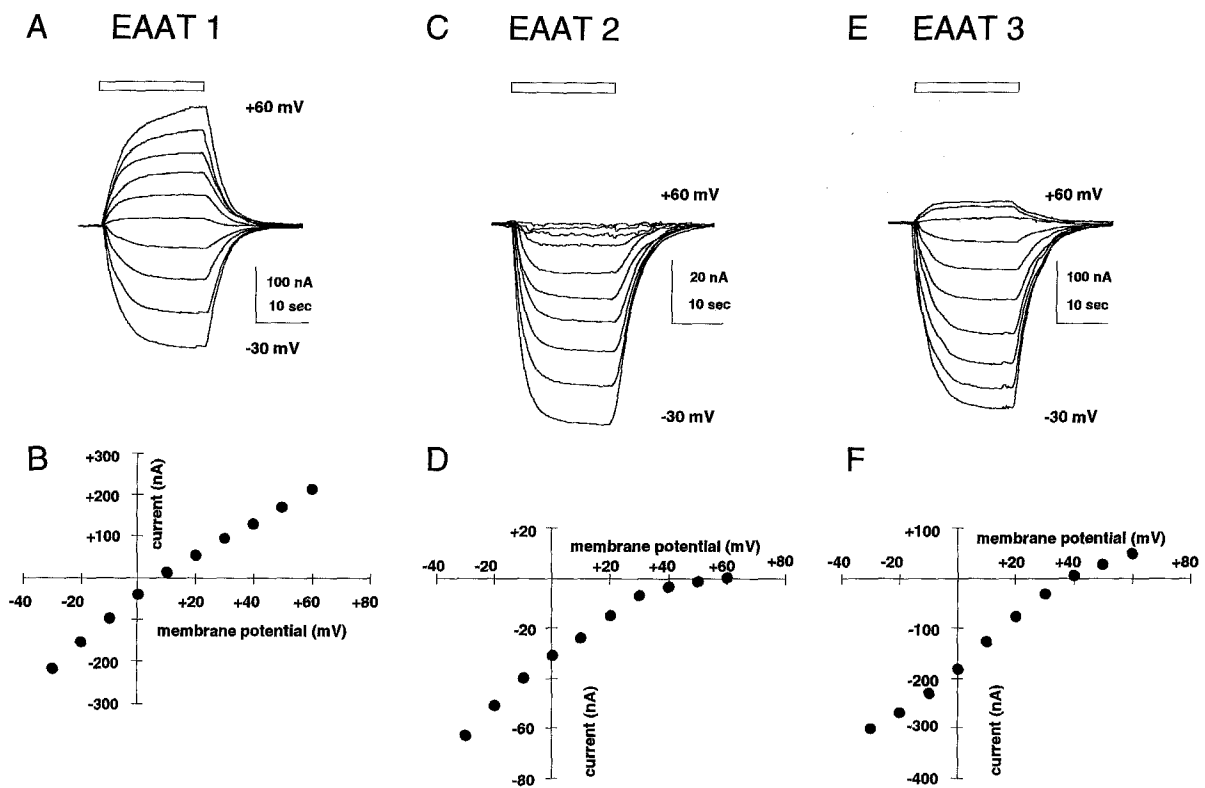 A EAAT 1
+60 mV
100 nA
10 sec
-30 mV
C EAAT 2
+60 mV
20 nA
10 sec
-30 mV
E EAAT 3
+60 mV
100 nA
10 sec
-30 mV
B
+300
+200
+100
-200
-300
current (nA)
-40 -20 +20 +40 +60 +80
membrane potential (mV)
D
+20
membrane potential (mV)
-40 -20 +20 +40 +60 +80
-20
-60
-80
current (nA)
F
+100
membrane potential (mV)
-40 -20 +20 +40 +60 +80
-100
-200
-300
-400
current (nA)